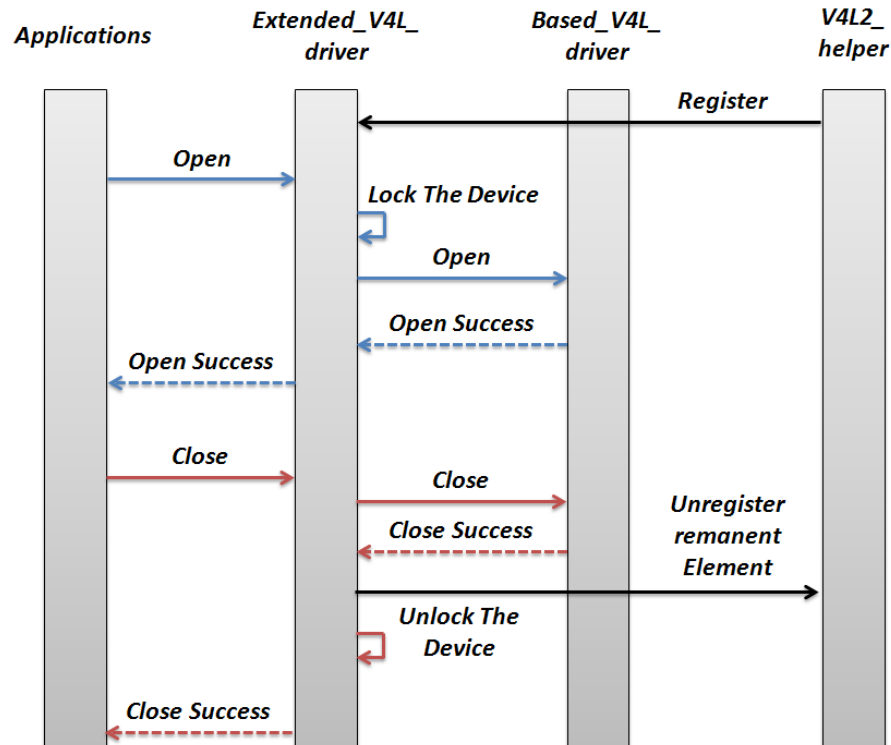 Applications
Extended_V4L_
driver
Based_V4L_
driver
V4L2_
helper
Register
Open
Lock The Device
Open
Open Success
Open Success
Close
Close
Unregister
remanent
Element
Close Success
Unlock The
Device
Close Success